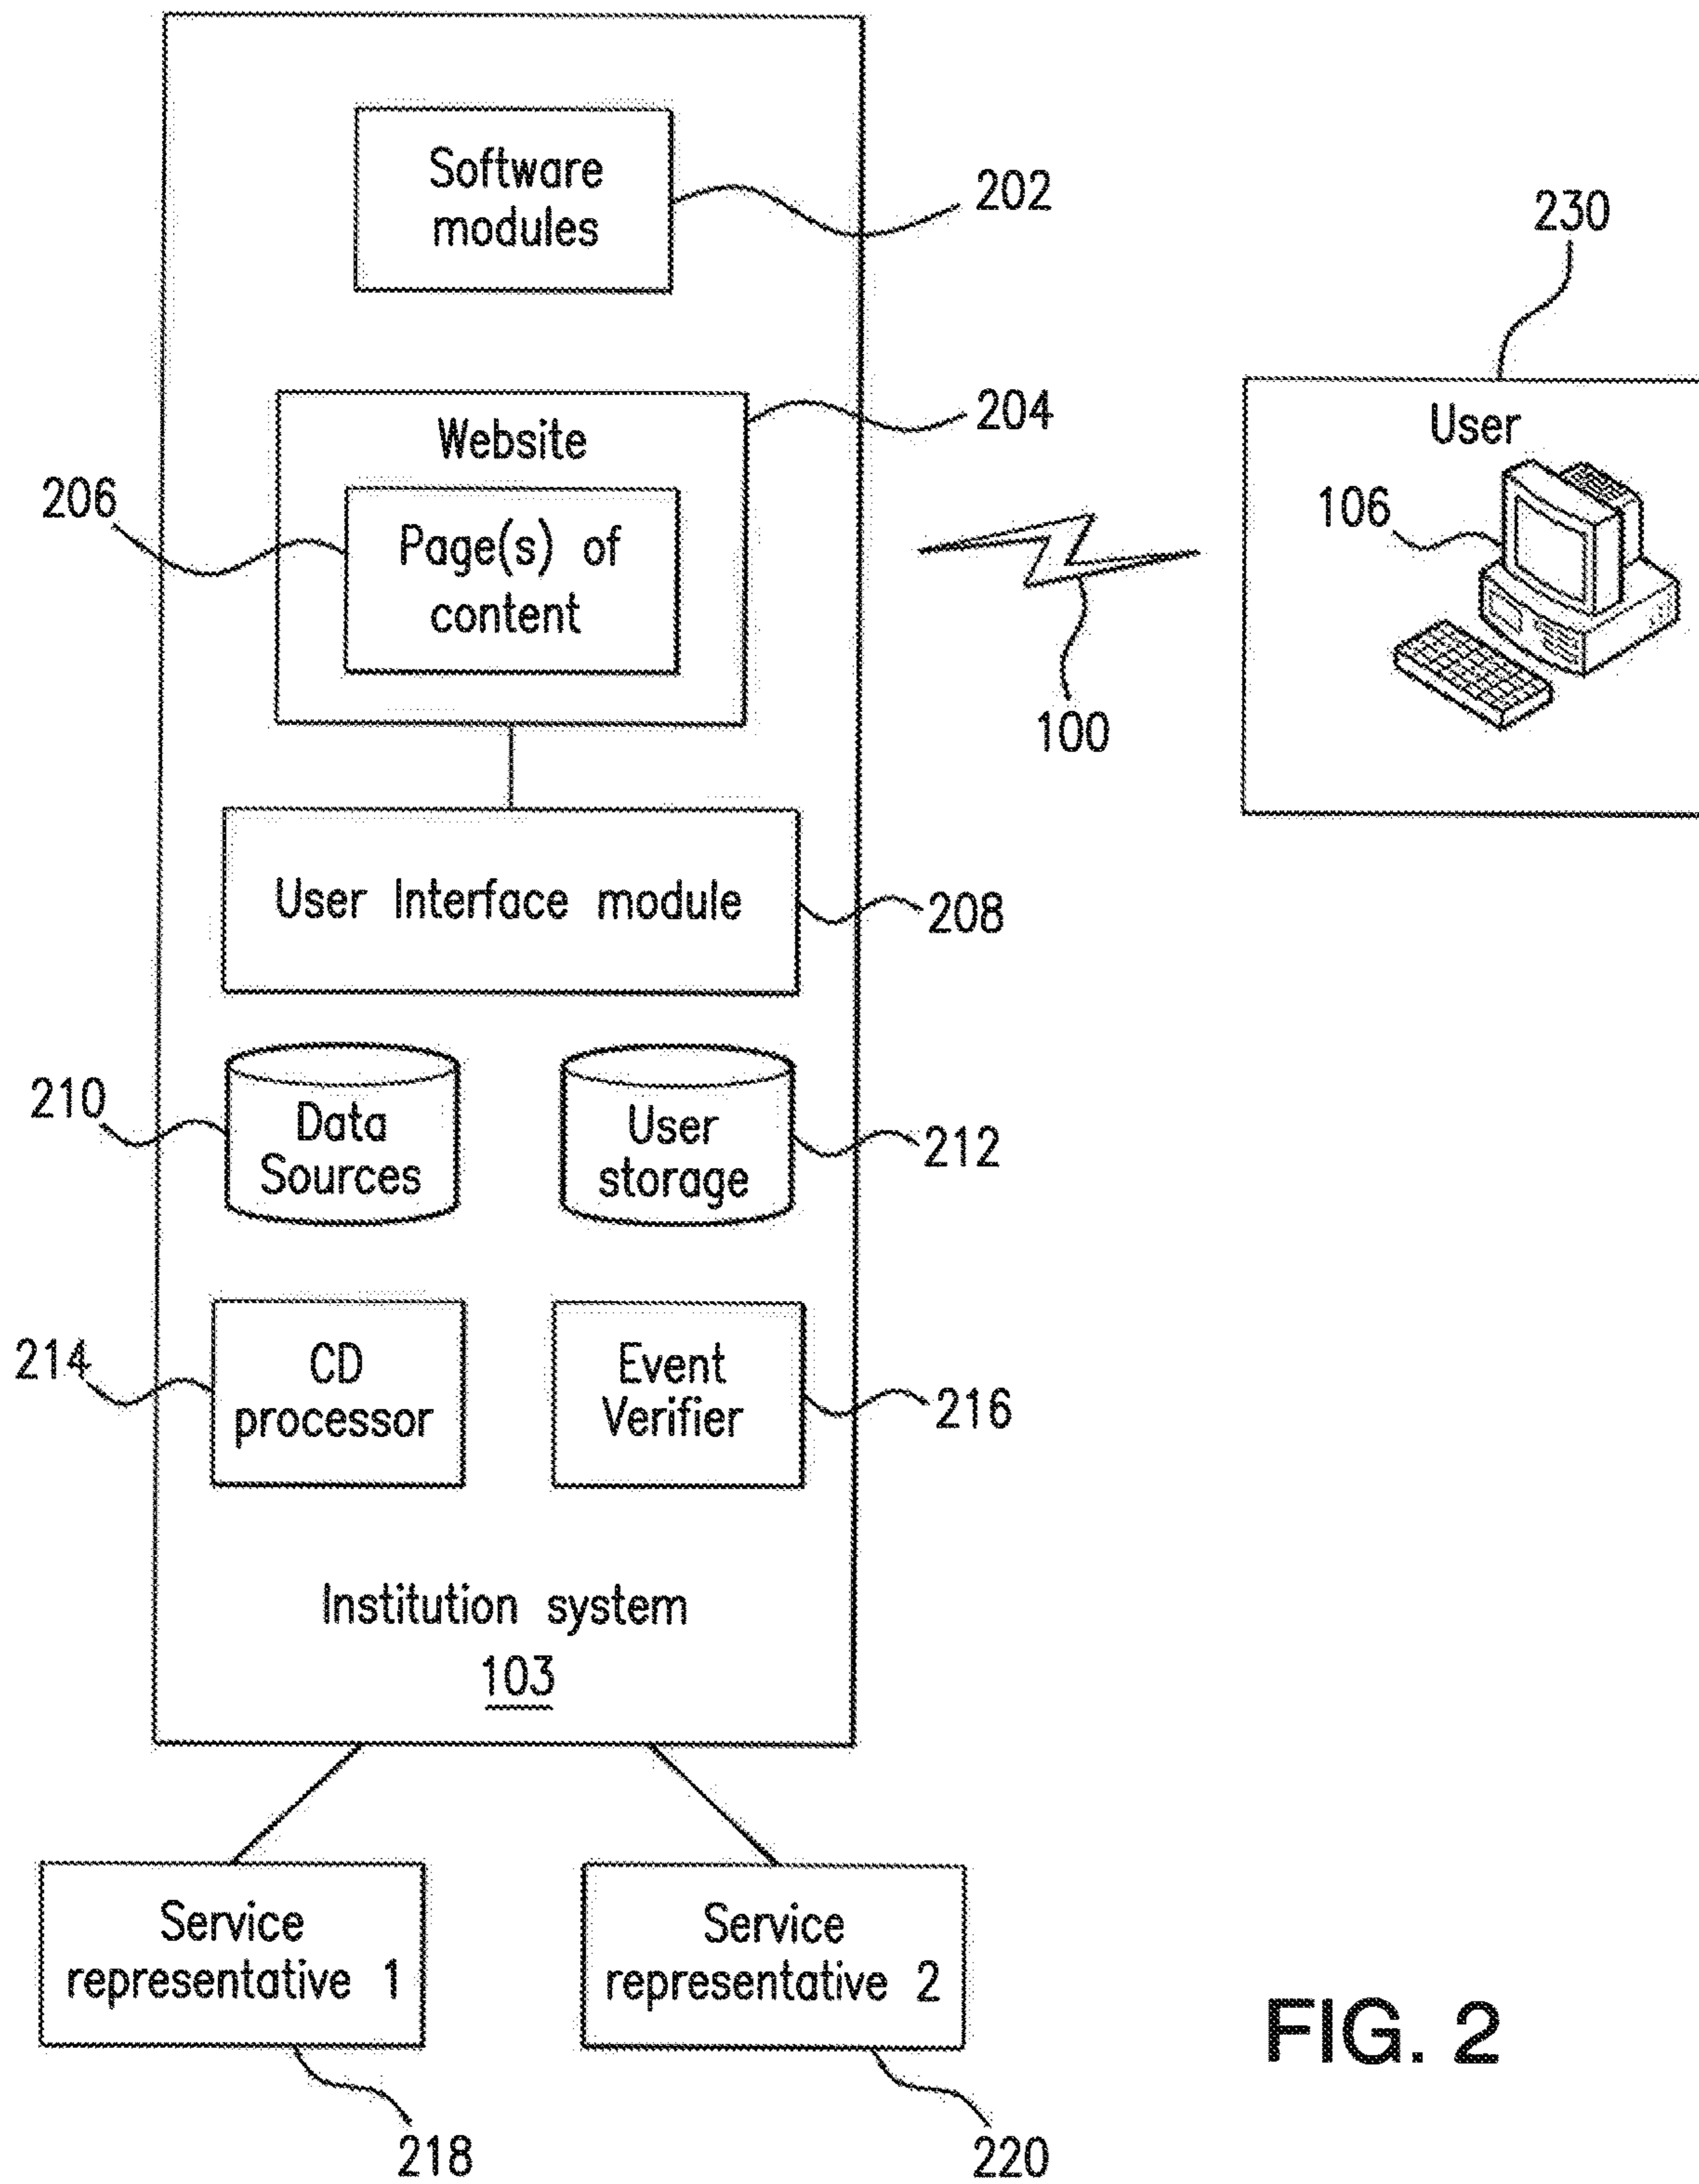 Software
modules
202
230
Website
204
User
206
Page(s) of
content
106
100
User Interface module
208
210
Data
Sources
User
storage
212
214
CD
processor
Event
Verifier
216
Institution system
103
Service
representative 1
Service
representative 2
218
220
FIG. 2